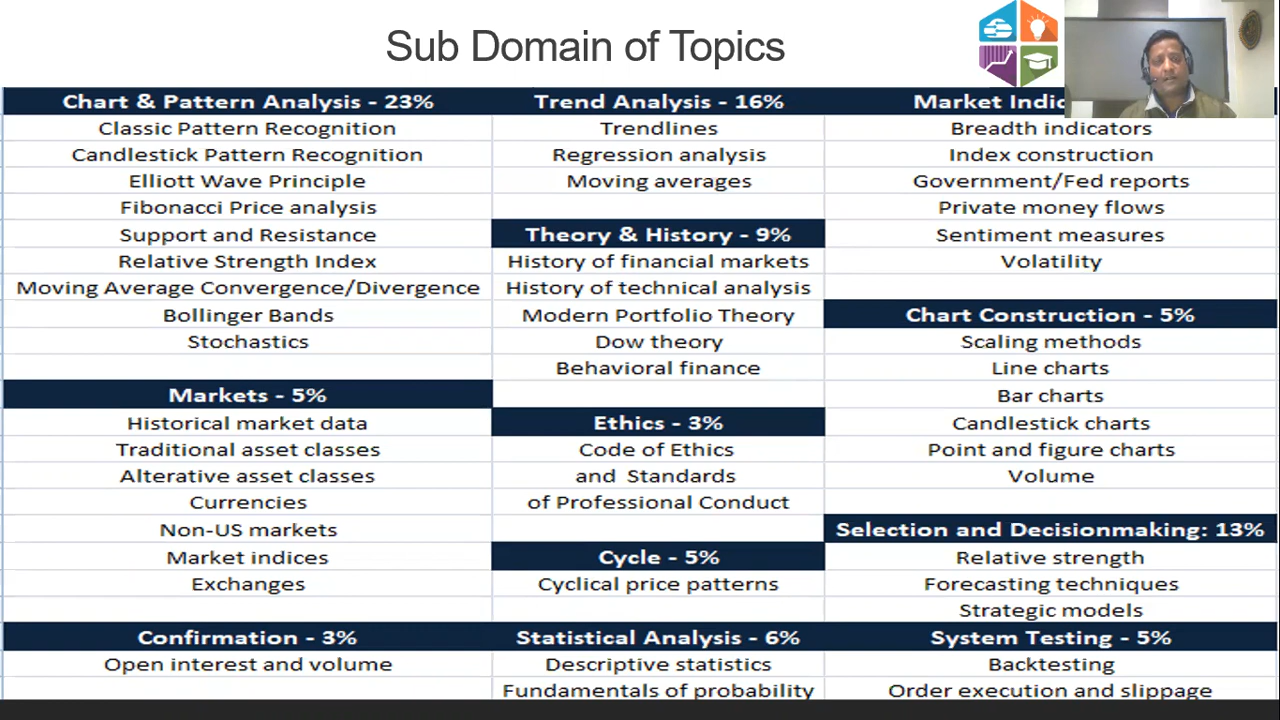 Sub Domain of Topics
Chart & Pattern Analysis - 23%
Classic Pattern Recognition
Candlestick Pattern Recognition
Elliott Wave Principle
Fibonacci Price analysis
Support and Resistance
Relative Strength Index
Moving Average Convergence/Divergence
Bollinger Bands
Stochastics
Markets - 5%
Historical market data
Traditional asset classes
Alterative asset classes
Currencies
Non-US markets
Market indices
Exchanges
Confirmation - 3%
Open interest and volume
Trend Analysis - 16%
Trendlines
Regression analysis
Moving averages
Theory & History - 9%
History of financial markets
History of technical analysis
Modern Portfolio Theory
Dow theory
Behavioral finance
Ethics - 3%
Code of Ethics
and Standards
of Professional Conduct
Cycle - 5%
Cyclical price patterns
Statistical Analysis - 6%
Descriptive statistics
Fundamentals of probability
Market Indic
Breadth indicators
Index construction
Government/Fed reports
Private money flows
Sentiment measures
Volatility
Chart Construction - 5%
Scaling methods
Line charts
Bar charts
Candlestick charts
Point and figure charts
Volume
Selection and Decisionmaking: 13%
Relative strength
Forecasting techniques
Strategic models
System Testing - 5%
Backtesting
Order execution and slippage